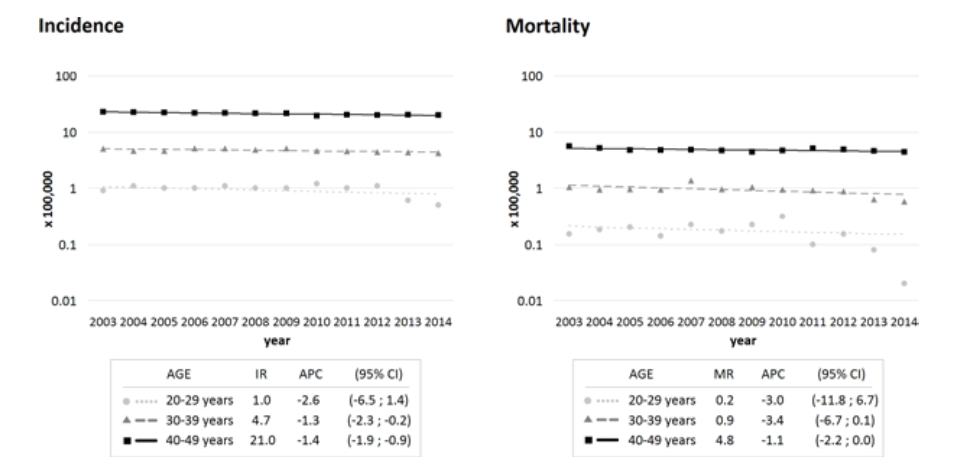 Incidence
100
10
1
0.1
0.01
x 100,000
2003 2004 2005 2006 2007 2008 2009 2010 2011 2012 2013 2014
year
AGE IR APC (95% CI)
20-29 years 1.0 -2.6 (-6.5 ; 1.4)
30-39 years 4.7 -1.3 (-2.3 ; -0.2)
40-49 years 21.0 -1.4 (-1.9 ; -0.9)
Mortality
100
10
1
0.1
0.01
x 100,000
2003 2004 2005 2006 2007 2008 2009 2010 2011 2012 2013 2014
year
AGE MR APC (95% CI)
20-29 years 0.2 -3.0 (-11.8 ; 6.7)
30-39 years 0.9 -3.4 (-6.7 ; 0.1)
40-49 years 4.8 -1.1 (-2.2 ; 0.0)